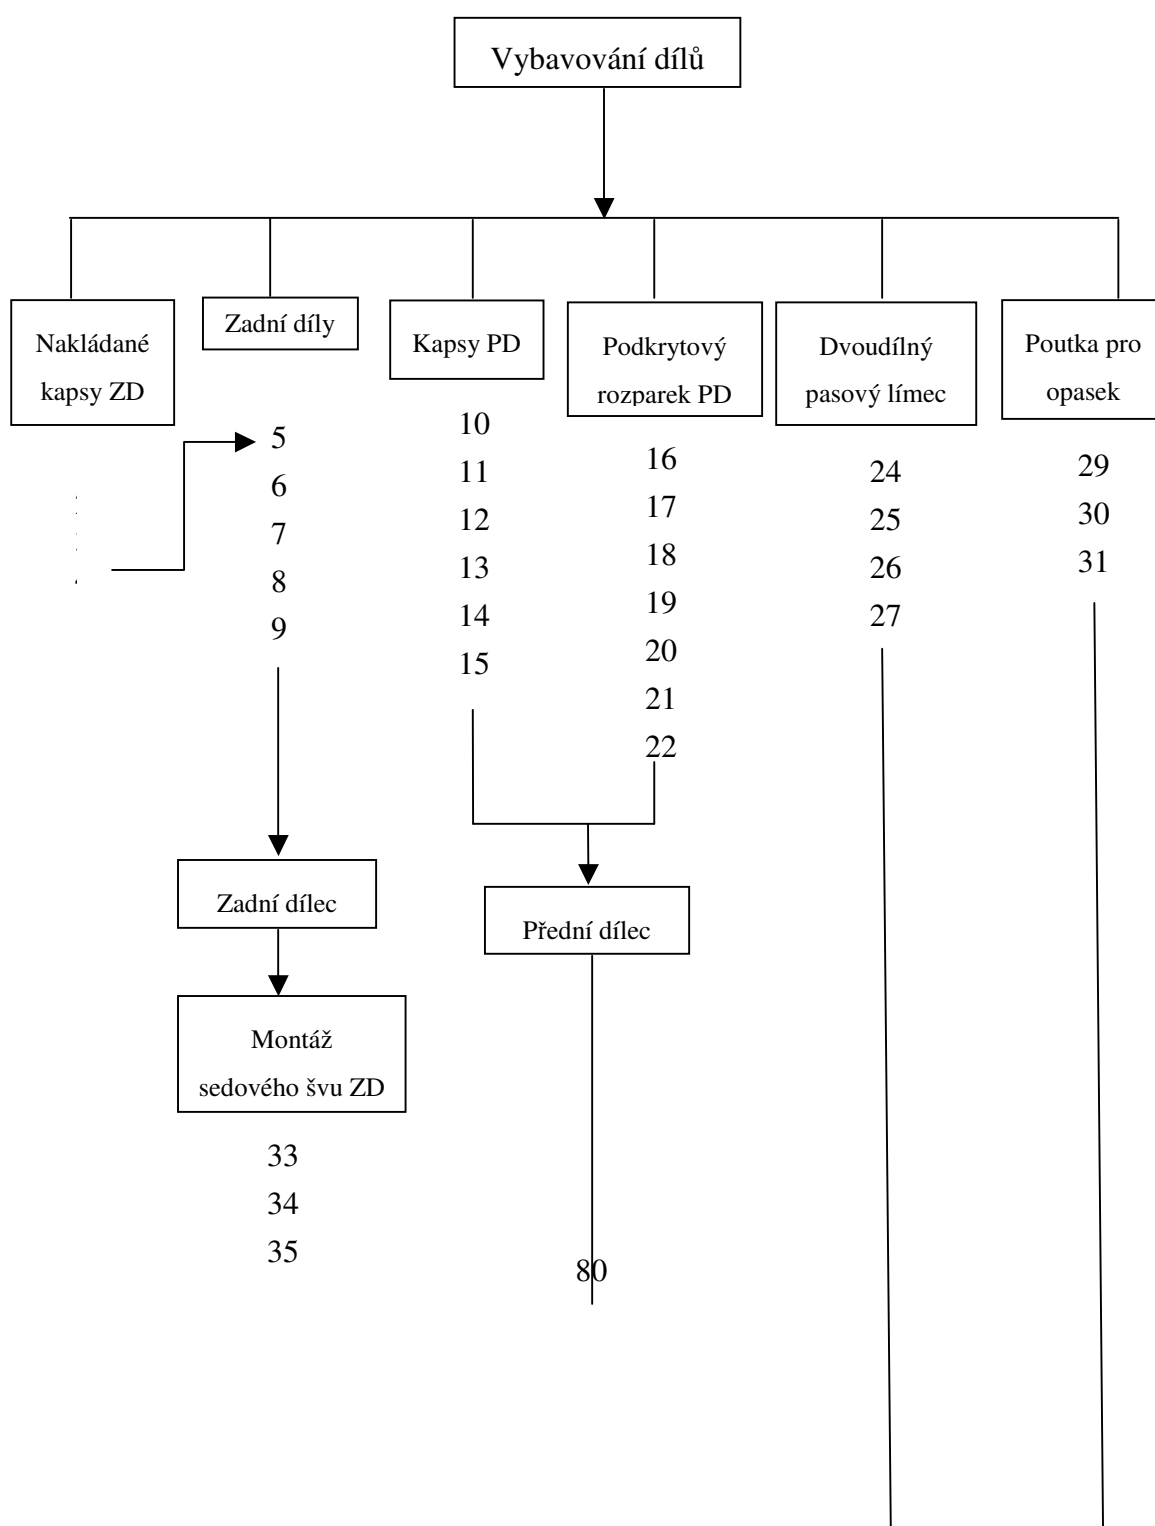 Vybavování dílů
Nakládané
kapsy ZD
Zadní díly
5
6
7
8
9
Kapsy PD
10
11
12
13
14
15
Podkrytový
rozparek PD
16
17
18
19
20
21
22
Dvoudílný
pasový límec
24
25
26
27
Poutka pro
opasek
29
30
31
Zadní dílec
Přední dílec
Montáž
sedového švu ZD
33
34
35
80